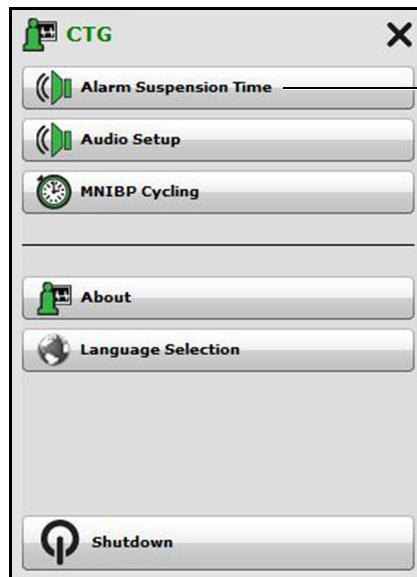 CTG
Alarm Suspension Time
Audio Setup
MNIBP Cycling
About
Language Selection
Shutdown